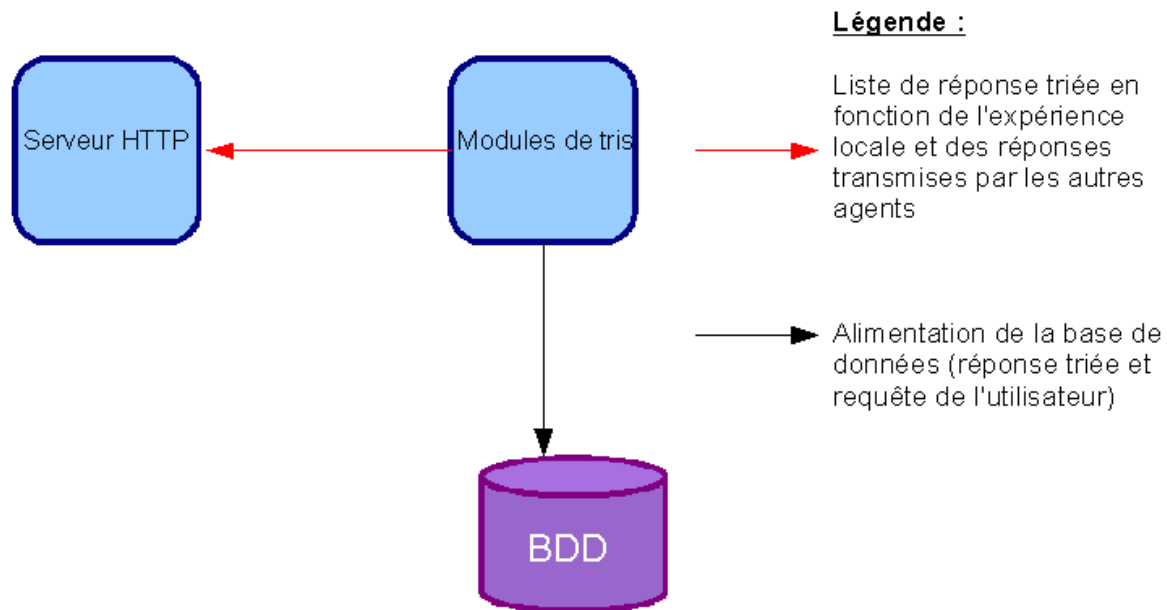 Légende :
Serveur HTTP
Modules de tris
Liste de réponse triée en
fonction de l'expérience
locale et des réponses
transmises par les autres
agents
Alimentation de la base de
données (réponse triée et
requête de l'utilisateur)
BDD